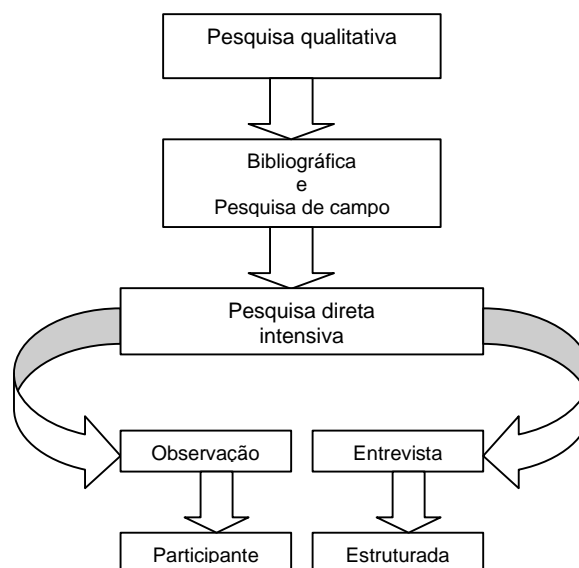 Pesquisa qualitativa
Bibliográfica
e
Pesquisa de campo
Pesquisa direta
intensiva
Observação
Entrevista
Participante
Estruturada